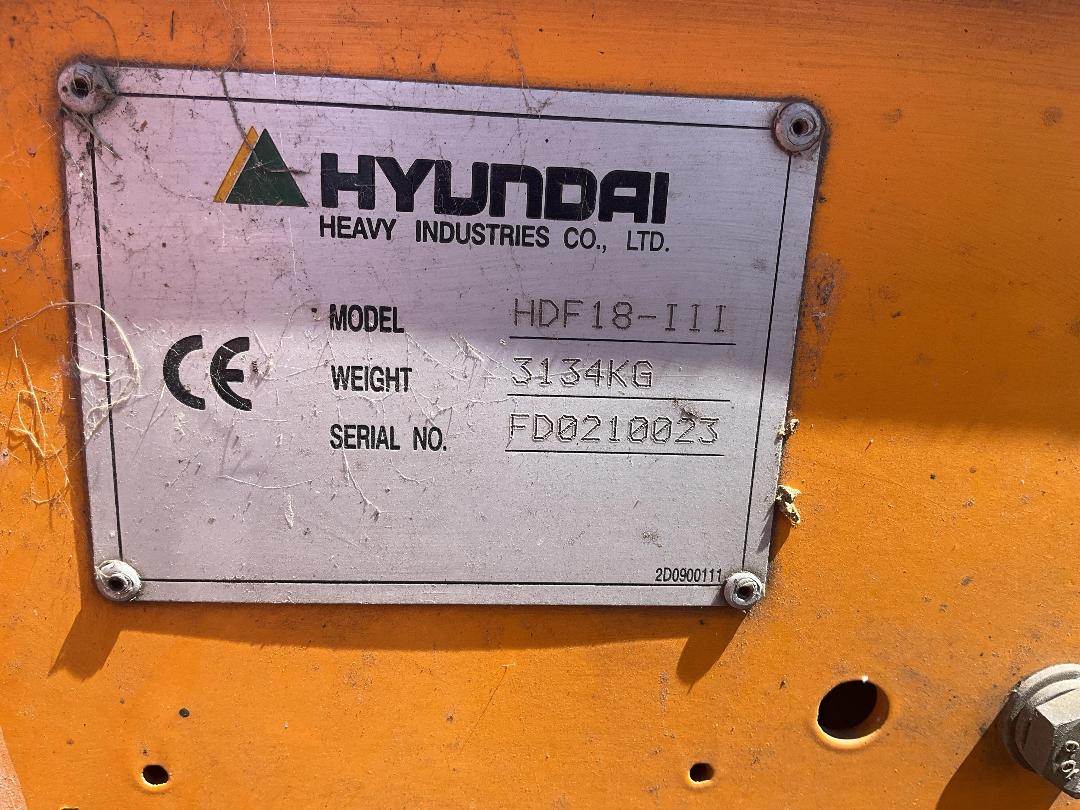 HYUNDAI
HEAVY INDUSTRIES CO., LTD.
MODEL HDF18-III
CE WEIGHT 3134KG
SERIAL NO. FD0210023
2D0900111